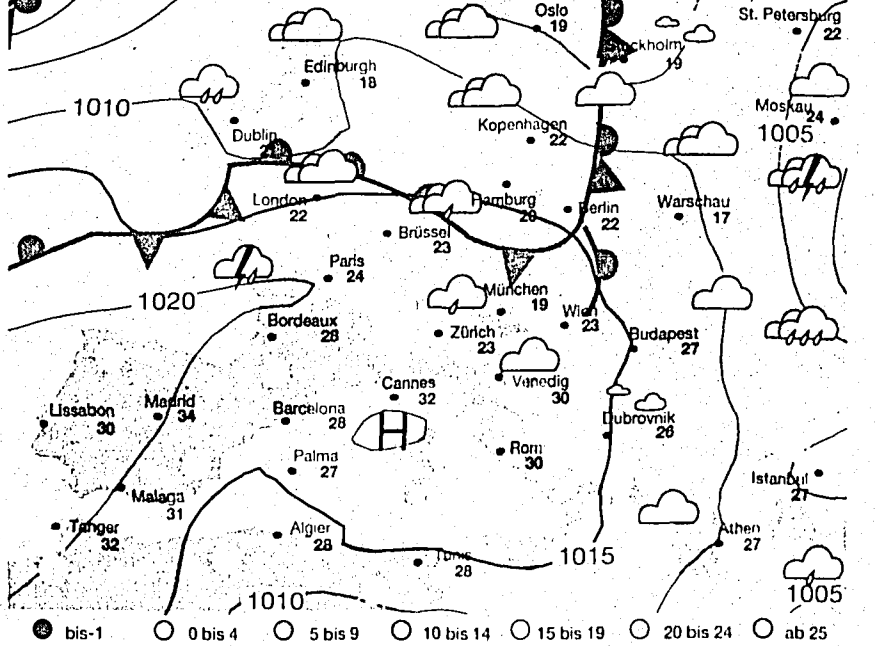 Oslo
19
St. Petersburg
22
19
Edinburgh
18
1010
Moskau
24
Kopenhagen
22
1005
Dublin
London
22
Hamburg
20
Berlin
22
Warschau
17
Brüssel
23
Paris
24
1020
München
19
Wien
23
Bordeaux
28
Zürich
23
Budapest
27
Venedig
30
Cannes
32
Lissabon
30
Madrid
34
Barcelona
28
H
Dubrovnik
26
Rom
30
Palma
27
Istanbul
27
Malaga
31
Tanger
32
Algier
28
Athen
27
Tunis
28
1015
1005
1010
bis-1
0 bis 4
5 bis 9
10 bis 14
15 bis 19
20 bis 24
ab 25